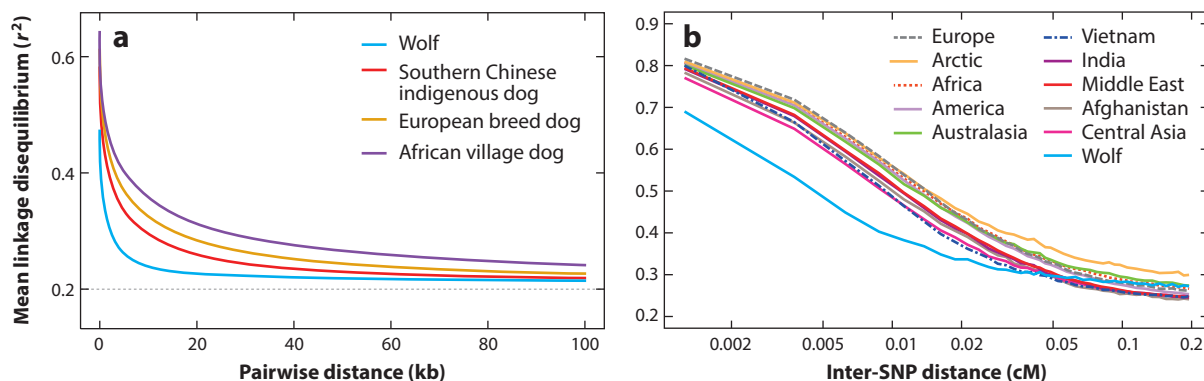 a
Mean linkage disequilibrium (r²)
0.6
0.4
0.2
0 20 40 60 80 100
Pairwise distance (kb)
Wolf
Southern Chinese
indigenous dog
European breed dog
African village dog
b
0.9
0.8
0.7
0.6
0.5
0.4
0.3
0.2
0.002 0.005 0.01 0.02 0.05 0.1 0.2
Inter-SNP distance (cM)
Europe
Arctic
Africa
America
Australasia
Vietnam
India
Middle East
Afghanistan
Central Asia
Wolf